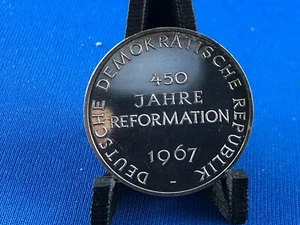 DEUTSCHE DEMOKRATISCHE REPUBLIK
450
JAHRE
REFORMATION
1967